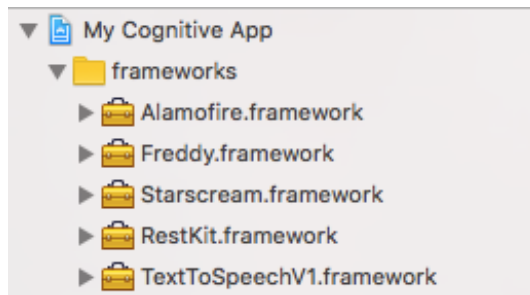 My Cognitive App
frameworks
Alamofire.framework
Freddy.framework
Starscream.framework
RestKit.framework
TextToSpeechV1.framework